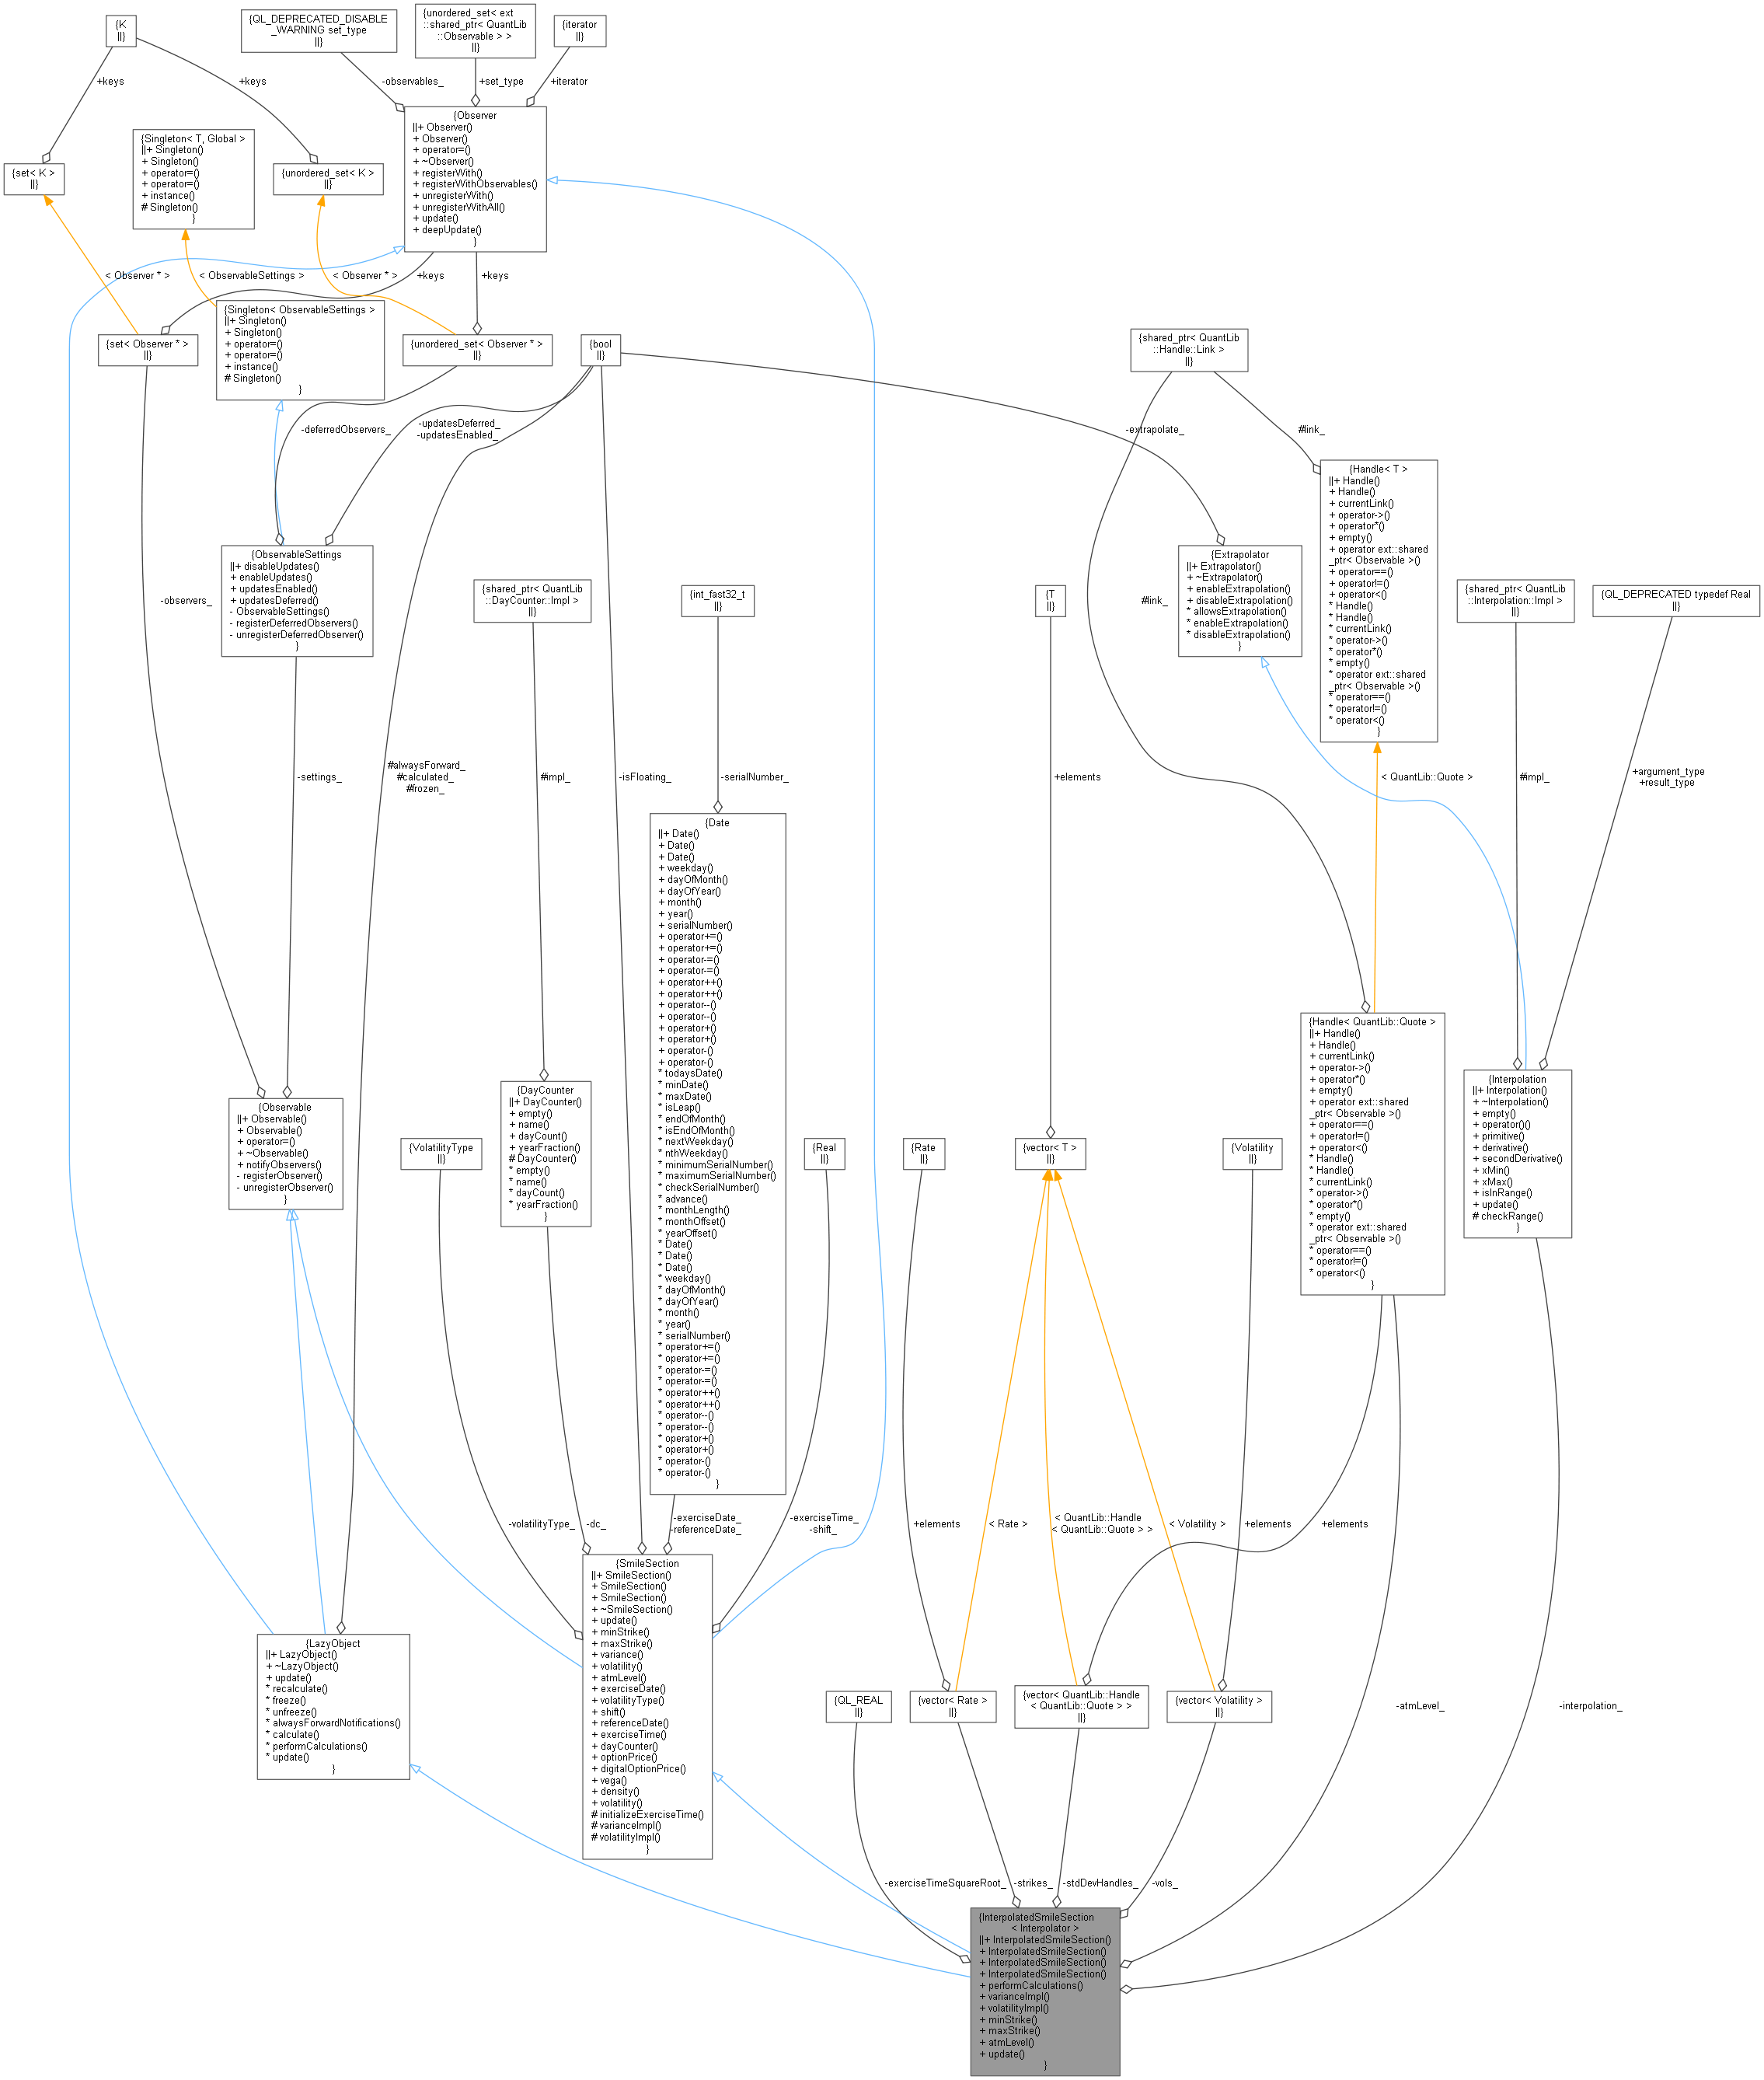 {K
||}
{QL_DEPRECATED_DISABLE
_WARNING set_type
||}
{unordered_set< ext
::shared_ptr< QuantLib
::Observable > >
||}
{iterator
||}
+keys
+keys
-observables_
+set_type
+iterator
{set< K >
||}
{Singleton< T, Global >
||+ Singleton()
+ Singleton()
+ operator=()
+ operator=()
+ instance()
# Singleton()
}
{unordered_set< K >
||}
{Observer
||+ Observer()
+ Observer()
+ operator=()
+ ~Observer()
+ registerWith()
+ registerWithObservables()
+ unregisterWith()
+ unregisterWithAll()
+ update()
+ deepUpdate()
}
< Observer * >
< ObservableSettings >
< Observer * >
+keys
+keys
{set< Observer * >
||}
{Singleton< ObservableSettings >
||+ Singleton()
+ Singleton()
+ operator=()
+ operator=()
+ instance()
# Singleton()
}
{unordered_set< Observer * >
||}
{bool
||}
{shared_ptr< QuantLib
::Handle::Link >
||}
-deferredObservers_
-updatesDeferred_
-updatesEnabled_
-extrapolate_
#link_
{Handle< T >
||+ Handle()
+ Handle()
+ currentLink()
+ operator->()
+ operator*()
+ empty()
+ operator ext::shared
_ptr< Observable >()
+ operator==()
+ operator!=()
+ operator<()
* Handle()
* Handle()
* currentLink()
* operator->()
* operator*()
* empty()
* operator ext::shared
_ptr< Observable >()
* operator==()
* operator!=()
* operator<()
}
{ObservableSettings
||+ disableUpdates()
+ enableUpdates()
+ updatesEnabled()
+ updatesDeferred()
- ObservableSettings()
- registerDeferredObservers()
- unregisterDeferredObserver()
}
{Extrapolator
||+ Extrapolator()
+ ~Extrapolator()
+ enableExtrapolation()
+ disableExtrapolation()
* allowsExtrapolation()
* enableExtrapolation()
* disableExtrapolation()
}
-observers_
{shared_ptr< QuantLib
::DayCounter::Impl >
||}
{int_fast32_t
||}
{T
||}
#link_
{shared_ptr< QuantLib
::Interpolation::Impl >
||}
{QL_DEPRECATED typedef Real
||}
-settings_
#alwaysForward_
#calculated_
#frozen_
#impl_
-isFloating_
-serialNumber_
+elements
< QuantLib::Quote >
#impl_
+argument_type
+result_type
{Date
||+ Date()
+ Date()
+ Date()
+ weekday()
+ dayOfMonth()
+ dayOfYear()
+ month()
+ year()
+ serialNumber()
+ operator+=()
+ operator+=()
+ operator-=()
+ operator-=()
+ operator++()
+ operator++()
+ operator--()
+ operator--()
+ operator+()
+ operator+()
+ operator-()
+ operator-()
* todaysDate()
* minDate()
* maxDate()
* isLeap()
* endOfMonth()
* isEndOfMonth()
* nextWeekday()
* nthWeekday()
* minimumSerialNumber()
* maximumSerialNumber()
* checkSerialNumber()
* advance()
* monthLength()
* monthOffset()
* yearOffset()
* Date()
* Date()
* Date()
* weekday()
* dayOfMonth()
* dayOfYear()
* month()
* year()
* serialNumber()
* operator+=()
* operator+=()
* operator-=()
* operator-=()
* operator++()
* operator++()
* operator--()
* operator--()
* operator+()
* operator+()
* operator-()
* operator-()
}
{Observable
||+ Observable()
+ Observable()
+ operator=()
+ ~Observable()
+ notifyObservers()
- registerObserver()
- unregisterObserver()
}
{VolatilityType
||}
{DayCounter
||+ DayCounter()
+ empty()
+ name()
+ dayCount()
+ yearFraction()
# DayCounter()
* empty()
* name()
* dayCount()
* yearFraction()
}
{Real
||}
{Rate
||}
{vector< T >
||}
{Volatility
||}
{Handle< QuantLib::Quote >
||+ Handle()
+ Handle()
+ currentLink()
+ operator->()
+ operator*()
+ empty()
+ operator ext::shared
_ptr< Observable >()
+ operator==()
+ operator!=()
+ operator<()
* Handle()
* Handle()
* currentLink()
* operator->()
* operator*()
* empty()
* operator ext::shared
_ptr< Observable >()
* operator==()
* operator!=()
* operator<()
}
{Interpolation
||+ Interpolation()
+ ~Interpolation()
+ empty()
+ operator()()
+ primitive()
+ derivative()
+ secondDerivative()
+ xMin()
+ xMax()
+ isInRange()
+ update()
# checkRange()
}
-volatilityType_
-dc_
-exerciseDate_
-referenceDate_
-exerciseTime_
-shift_
+elements
< Rate >
< QuantLib::Handle
< QuantLib::Quote > >
< Volatility >
+elements
+elements
{LazyObject
||+ LazyObject()
+ ~LazyObject()
+ update()
* recalculate()
* freeze()
* unfreeze()
* alwaysForwardNotifications()
* calculate()
* performCalculations()
* update()
}
{SmileSection
||+ SmileSection()
+ SmileSection()
+ SmileSection()
+ ~SmileSection()
+ update()
+ minStrike()
+ maxStrike()
+ variance()
+ volatility()
+ atmLevel()
+ exerciseDate()
+ volatilityType()
+ shift()
+ referenceDate()
+ exerciseTime()
+ dayCounter()
+ optionPrice()
+ digitalOptionPrice()
+ vega()
+ density()
+ volatility()
# initializeExerciseTime()
# varianceImpl()
# volatilityImpl()
}
{QL_REAL
||}
{vector< Rate >
||}
{vector< QuantLib::Handle
< QuantLib::Quote > >
||}
{vector< Volatility >
||}
-atmLevel_
-interpolation_
-exerciseTimeSquareRoot_
-strikes_
-stdDevHandles_
-vols_
{InterpolatedSmileSection
< Interpolator >
||+ InterpolatedSmileSection()
+ InterpolatedSmileSection()
+ InterpolatedSmileSection()
+ InterpolatedSmileSection()
+ performCalculations()
+ varianceImpl()
+ volatilityImpl()
+ minStrike()
+ maxStrike()
+ atmLevel()
+ update()
}